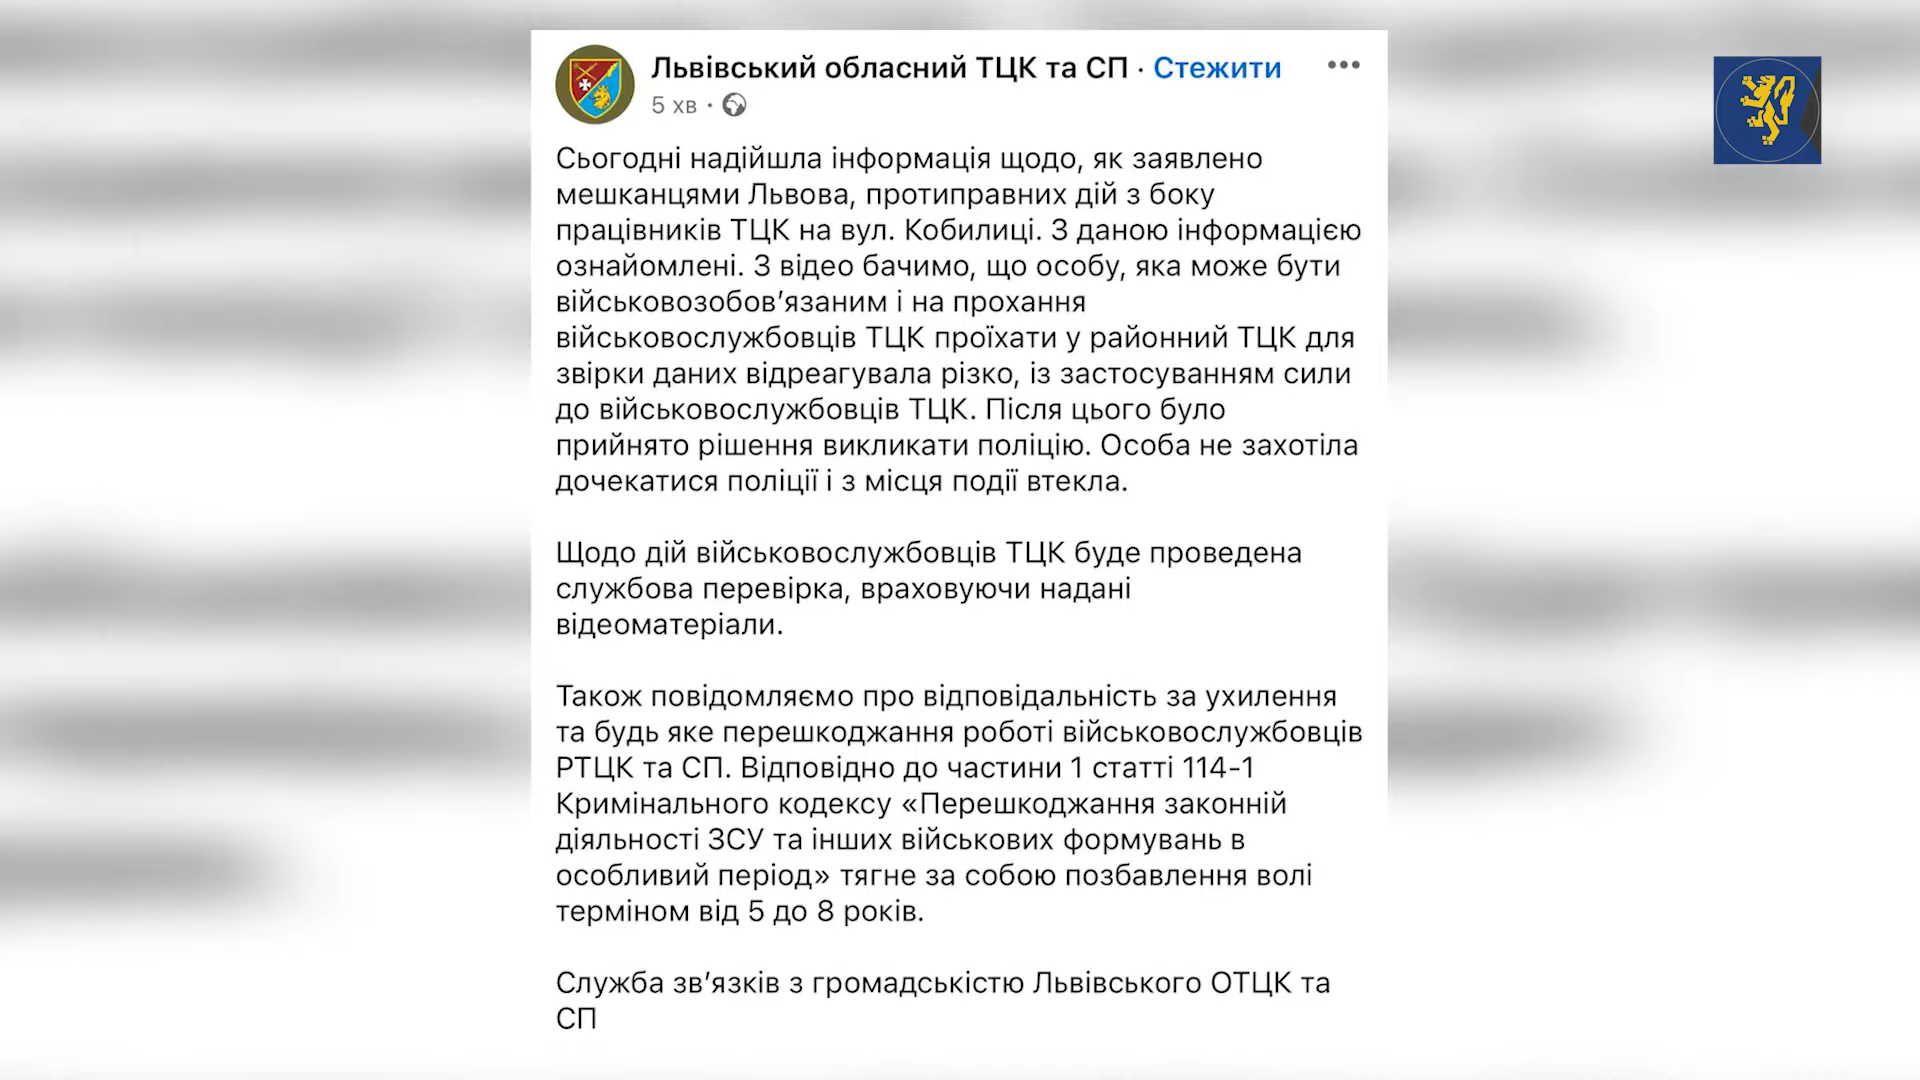 Львівський обласний ТЦК та СП · Стежити
5 хв ·
Сьогодні надійшла інформація щодо, як заявлено
мешканцями Львова, протиправних дій з боку
працівників ТЦК на вул. Кобилиці. З даною інформацією
ознайомлені. З відео бачимо, що особу, яка може бути
військовозобов’язаним і на прохання
військовослужбовців ТЦК проїхати у районний ТЦК для
звірки даних відреагувала різко, із застосуванням сили
до військовослужбовців ТЦК. Після цього було
прийнято рішення викликати поліцію. Особа не захотіла
дочекатися поліції і з місця події втекла.
Щодо дій військовослужбовців ТЦК буде проведена
службова перевірка, враховуючи надані
відеоматеріали.
Також повідомляємо про відповідальність за ухилення
та будь яке перешкоджання роботі військовослужбовців
РТЦК та СП. Відповідно до частини 1 статті 114-1
Кримінального кодексу «Перешкоджання законній
діяльності ЗСУ та інших військових формувань в
особливий період» тягне за собою позбавлення волі
терміном від 5 до 8 років.
Служба зв’язків з громадськістю Львівського ОТЦК та
СП